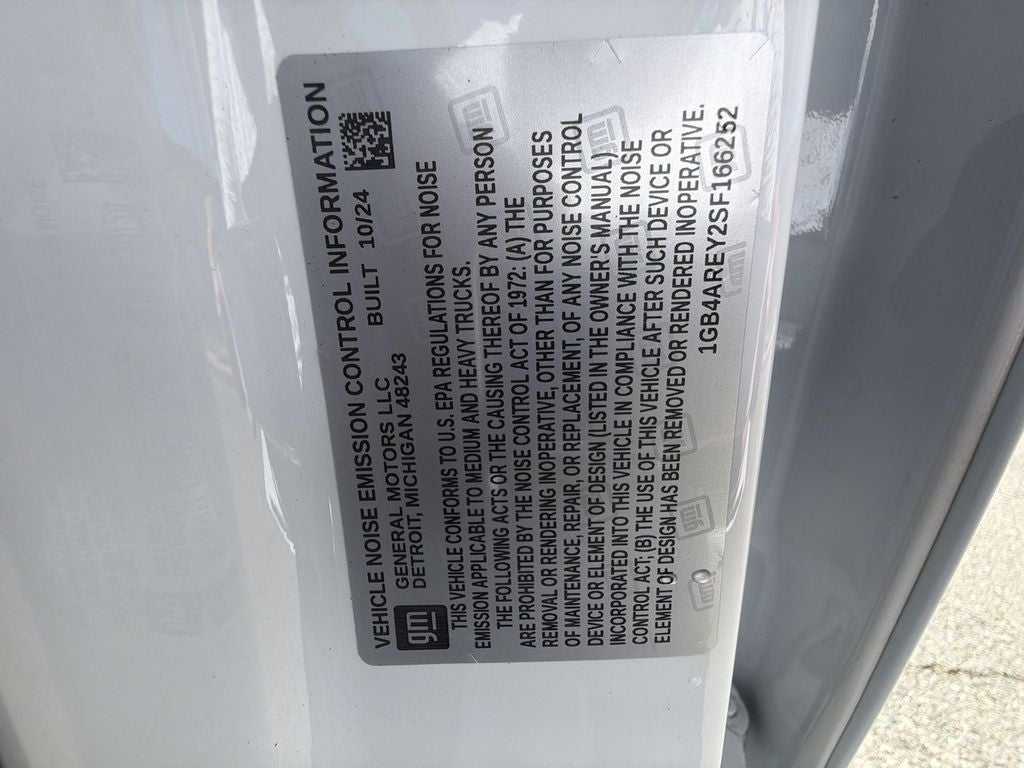 VEHICLE NOISE EMISSION CONTROL INFORMATION
gm
GENERAL MOTORS LLC BUILT 10/24
DETROIT, MICHIGAN 48243
THIS VEHICLE CONFORMS TO U.S. EPA REGULATIONS FOR NOISE
EMISSION APPLICABLE TO MEDIUM AND HEAVY TRUCKS.
THE FOLLOWING ACTS OR THE CAUSING THEREOF BY ANY PERSON
ARE PROHIBITED BY THE NOISE CONTROL ACT OF 1972: (A) THE
REMOVAL OR RENDERING INOPERATIVE, OTHER THAN FOR PURPOSES
OF MAINTENANCE, REPAIR, OR REPLACEMENT, OF ANY NOISE CONTROL
DEVICE OR ELEMENT OF DESIGN (LISTED IN THE OWNER'S MANUAL)
INCORPORATED INTO THIS VEHICLE IN COMPLIANCE WITH THE NOISE
CONTROL ACT. (B) THE USE OF THIS VEHICLE AFTER SUCH DEVICE OR
ELEMENT OF DESIGN HAS BEEN REMOVED OR RENDERED INOPERATIVE.
1GB4AREY2SF166252